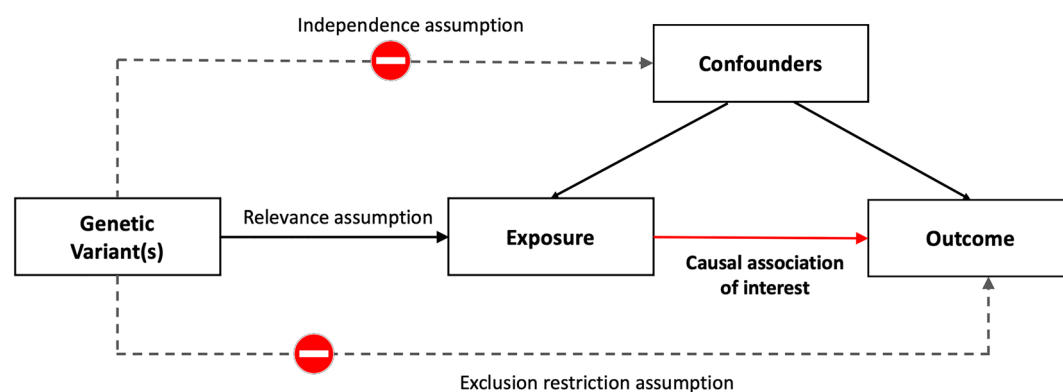 Independence assumption
Confounders
Genetic
Variant(s)
Relevance assumption
Exposure
Causal association
of interest
Outcome
Exclusion restriction assumption